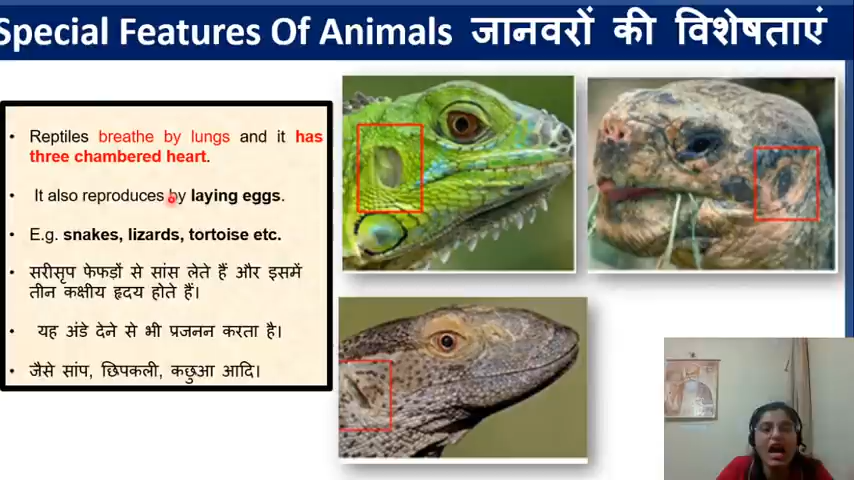 Special Features Of Animals जानवरों की विशेषताएं
• Reptiles breathe by lungs and it has
three chambered heart.
• It also reproduces by laying eggs.
• E.g. snakes, lizards, tortoise etc.
• सरीसृप फेफड़ों से सांस लेते हैं और इसमें
तीन कक्षीय हृदय होते हैं।
• यह अंडे देने से भी प्रजनन करता है।
• जैसे सांप, छिपकली, कछुआ आदि।